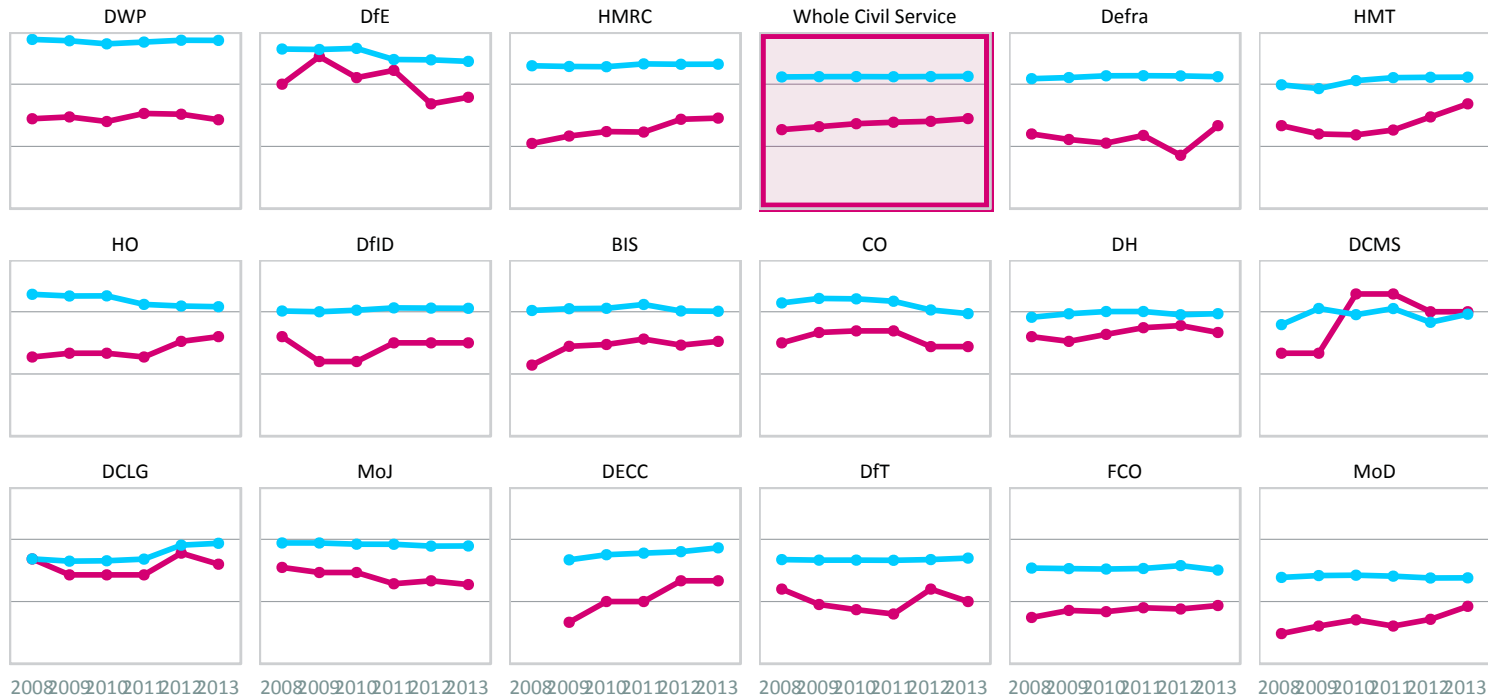 DWP DfE HMRC Whole Civil Service Defra HMT
HO DfID BIS CO DH DCMS
DCLG MoJ DECC DfT FCO MoD
2008 2009 2010 2011 2012 2013 2008 2009 2010 2011 2012 2013 2008 2009 2010 2011 2012 2013 2008 2009 2010 2011 2012 2013 2008 2009 2010 2011 2012 2013 2008 2009 2010 2011 2012 2013